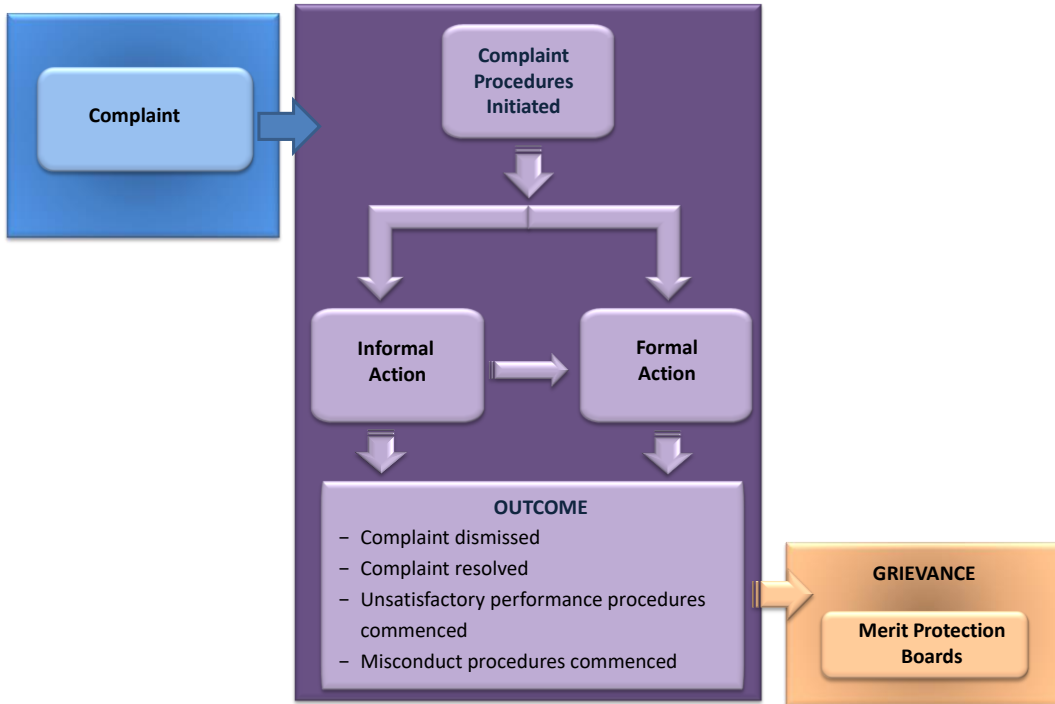 Complaint
Complaint
Procedures
Initiated
Informal
Action
Formal
Action
OUTCOME
− Complaint dismissed
− Complaint resolved
− Unsatisfactory performance procedures
commenced
− Misconduct procedures commenced
GRIEVANCE
Merit Protection
Boards